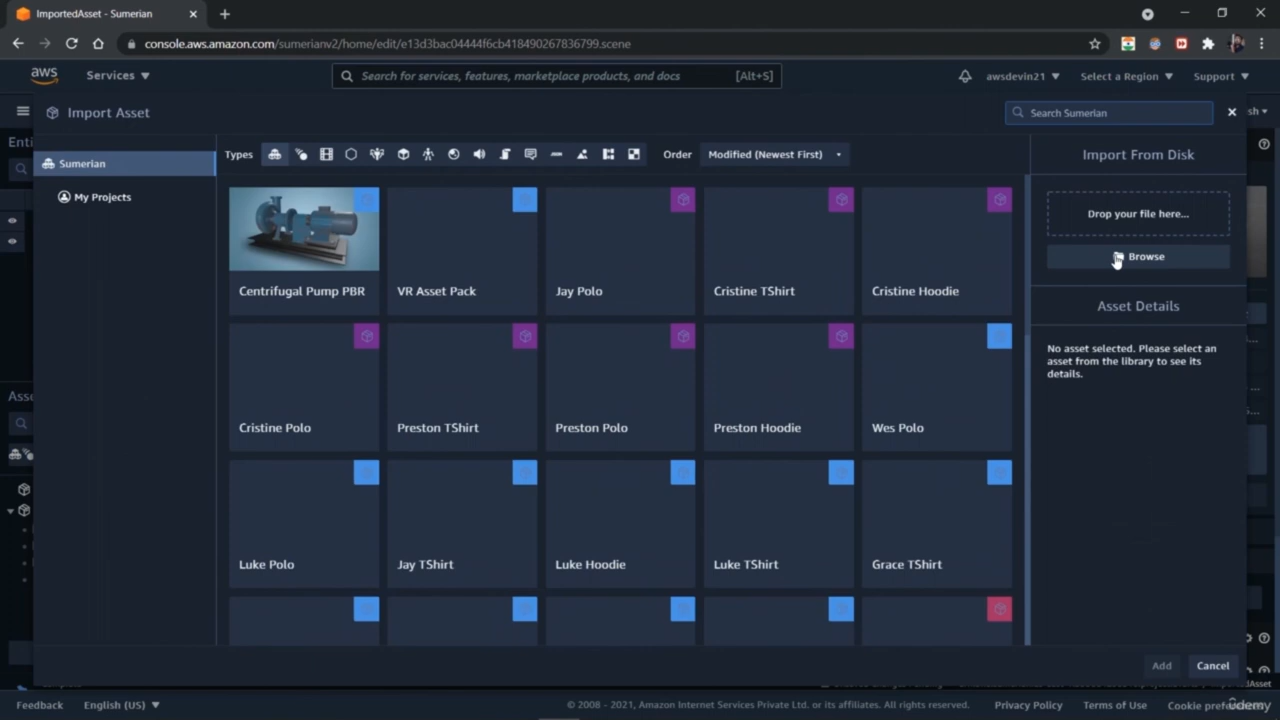 ImportedAsset - Sumerian
console.aws.amazon.com/sumerianv2/home/edit/e13d3bac04444f6cb418490267836799.scene
aws
Services
Search for services, features, marketplace products, and docs
[Alt+S]
awsdevin21
Select a Region
Support
Import Asset
Search Sumerian
Enti
Sumerian
My Projects
Types
Order
Modified (Newest First)
Import From Disk
Drop your file here...
Browse
Asset Details
No asset selected. Please select an
asset from the library to see its
details.
Centrifugal Pump PBR
VR Asset Pack
Jay Polo
Cristine TShirt
Cristine Hoodie
Cristine Polo
Preston TShirt
Preston Polo
Preston Hoodie
Wes Polo
Luke Polo
Jay TShirt
Luke Hoodie
Luke TShirt
Grace TShirt
Asse
Add
Cancel
Feedback
English (US)
© 2008 - 2021, Amazon Internet Services Private Ltd. or its affiliates. All rights reserved.
Privacy Policy
Terms of Use
Cookie prefe
ûdemy